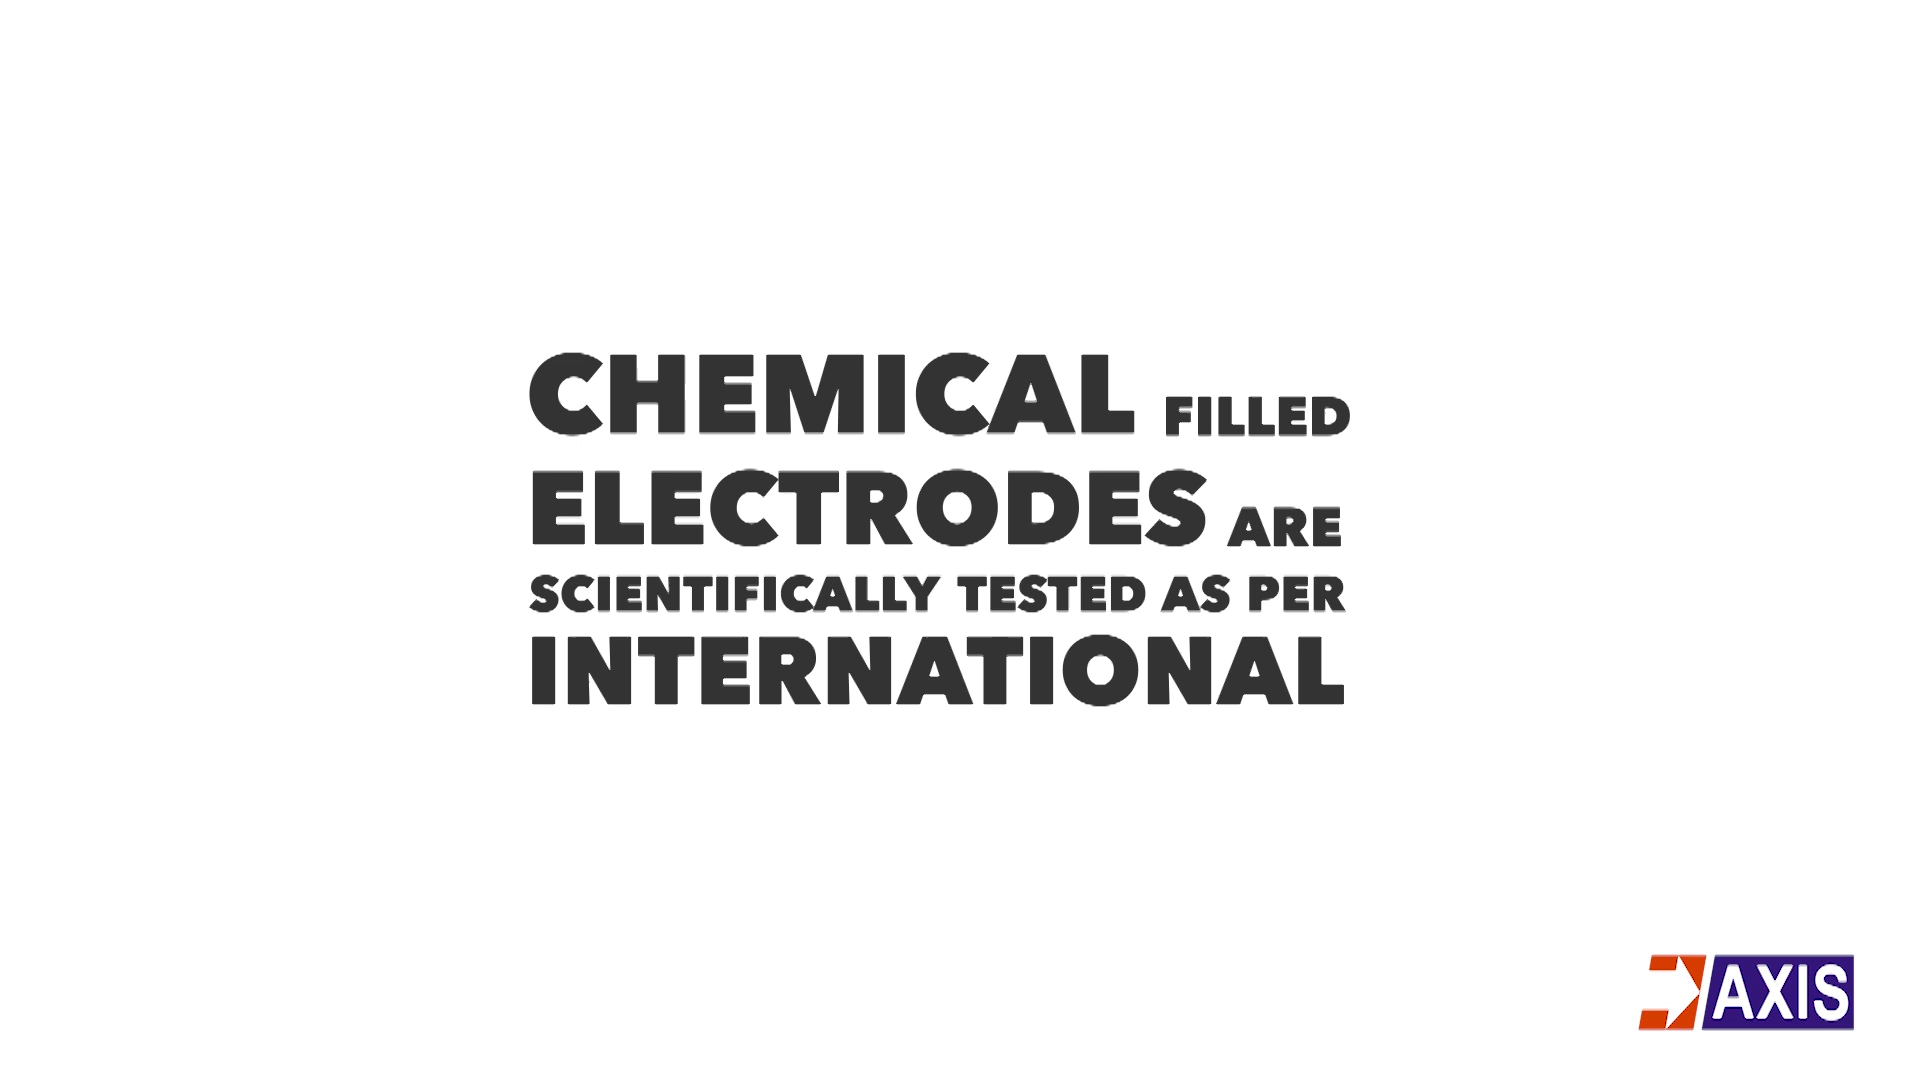 CHEMICAL FILLED
ELECTRODES ARE
SCIENTIFICALLY TESTED AS PER
INTERNATIONAL
AXIS